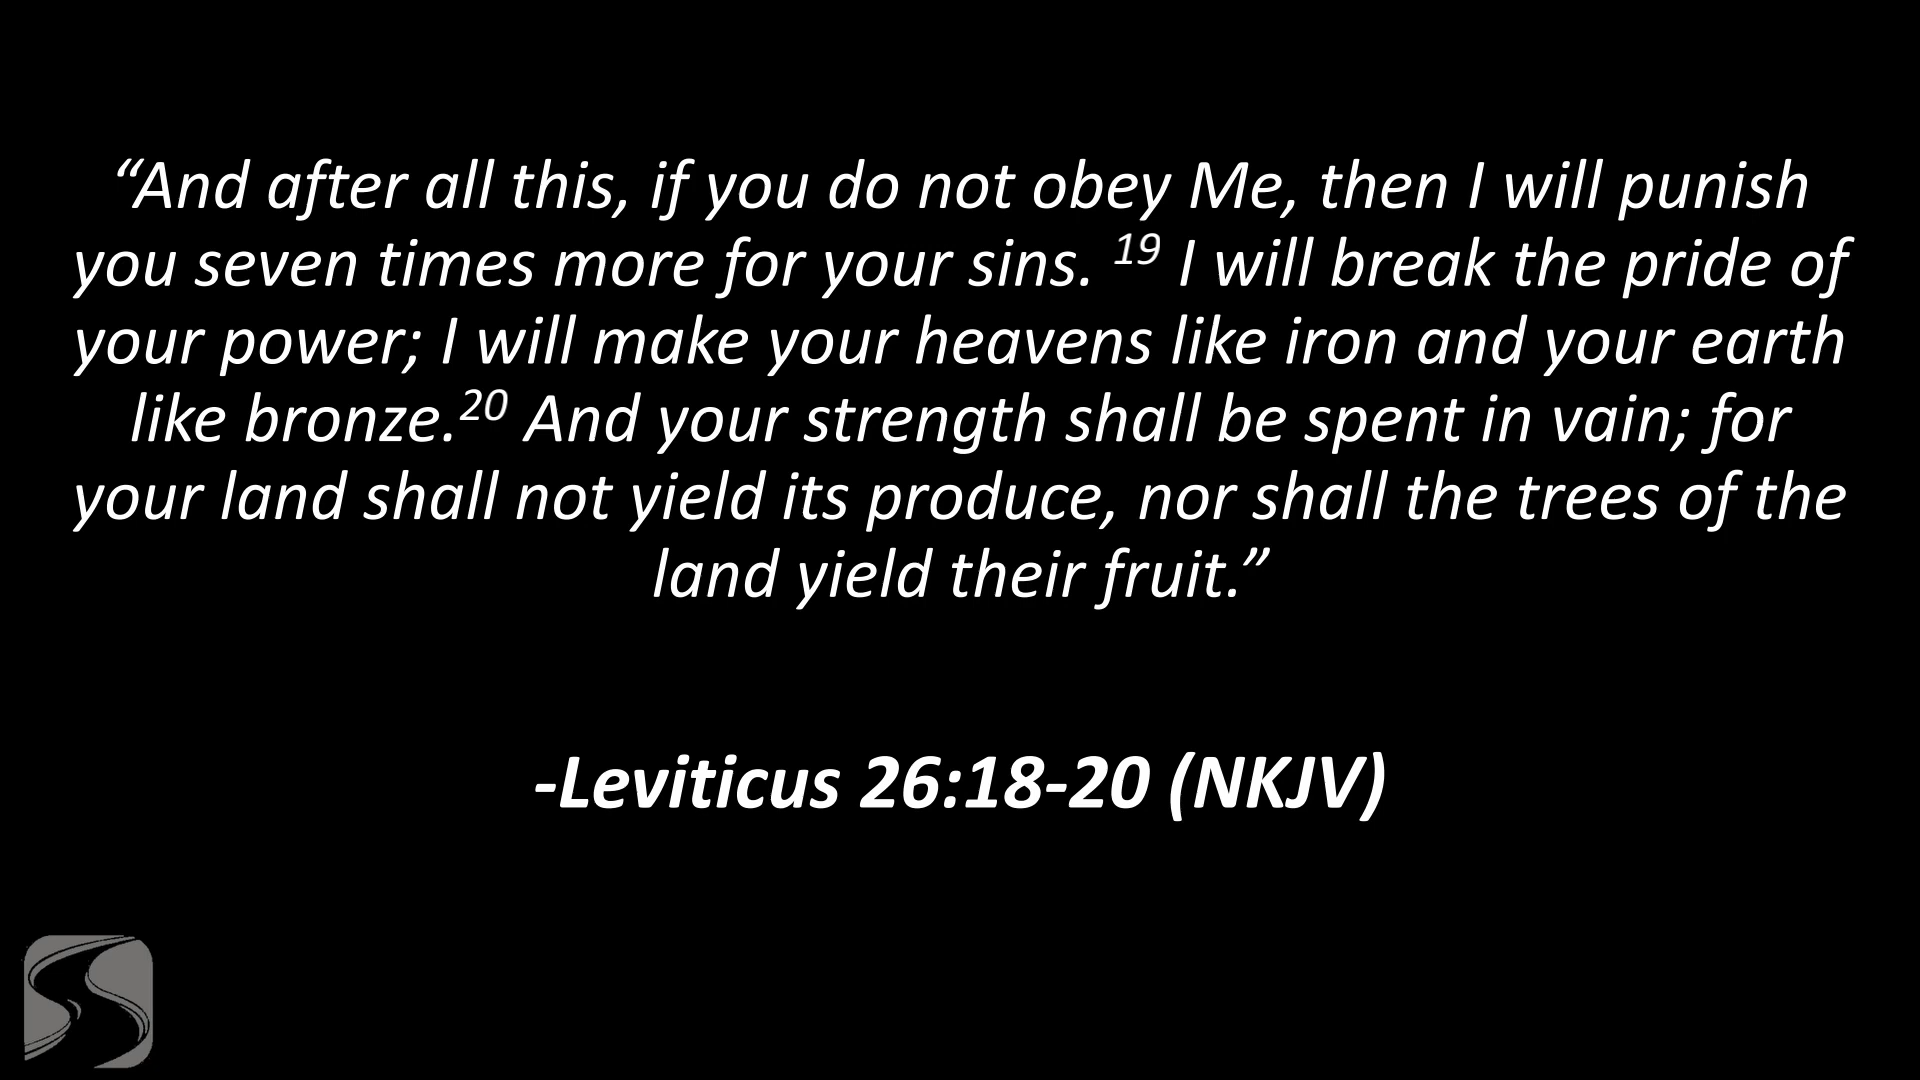 “And after all this, if you do not obey Me, then I will punish
you seven times more for your sins. 19 I will break the pride of
your power; I will make your heavens like iron and your earth
like bronze.20 And your strength shall be spent in vain; for
your land shall not yield its produce, nor shall the trees of the
land yield their fruit.”
-Leviticus 26:18-20 (NKJV)